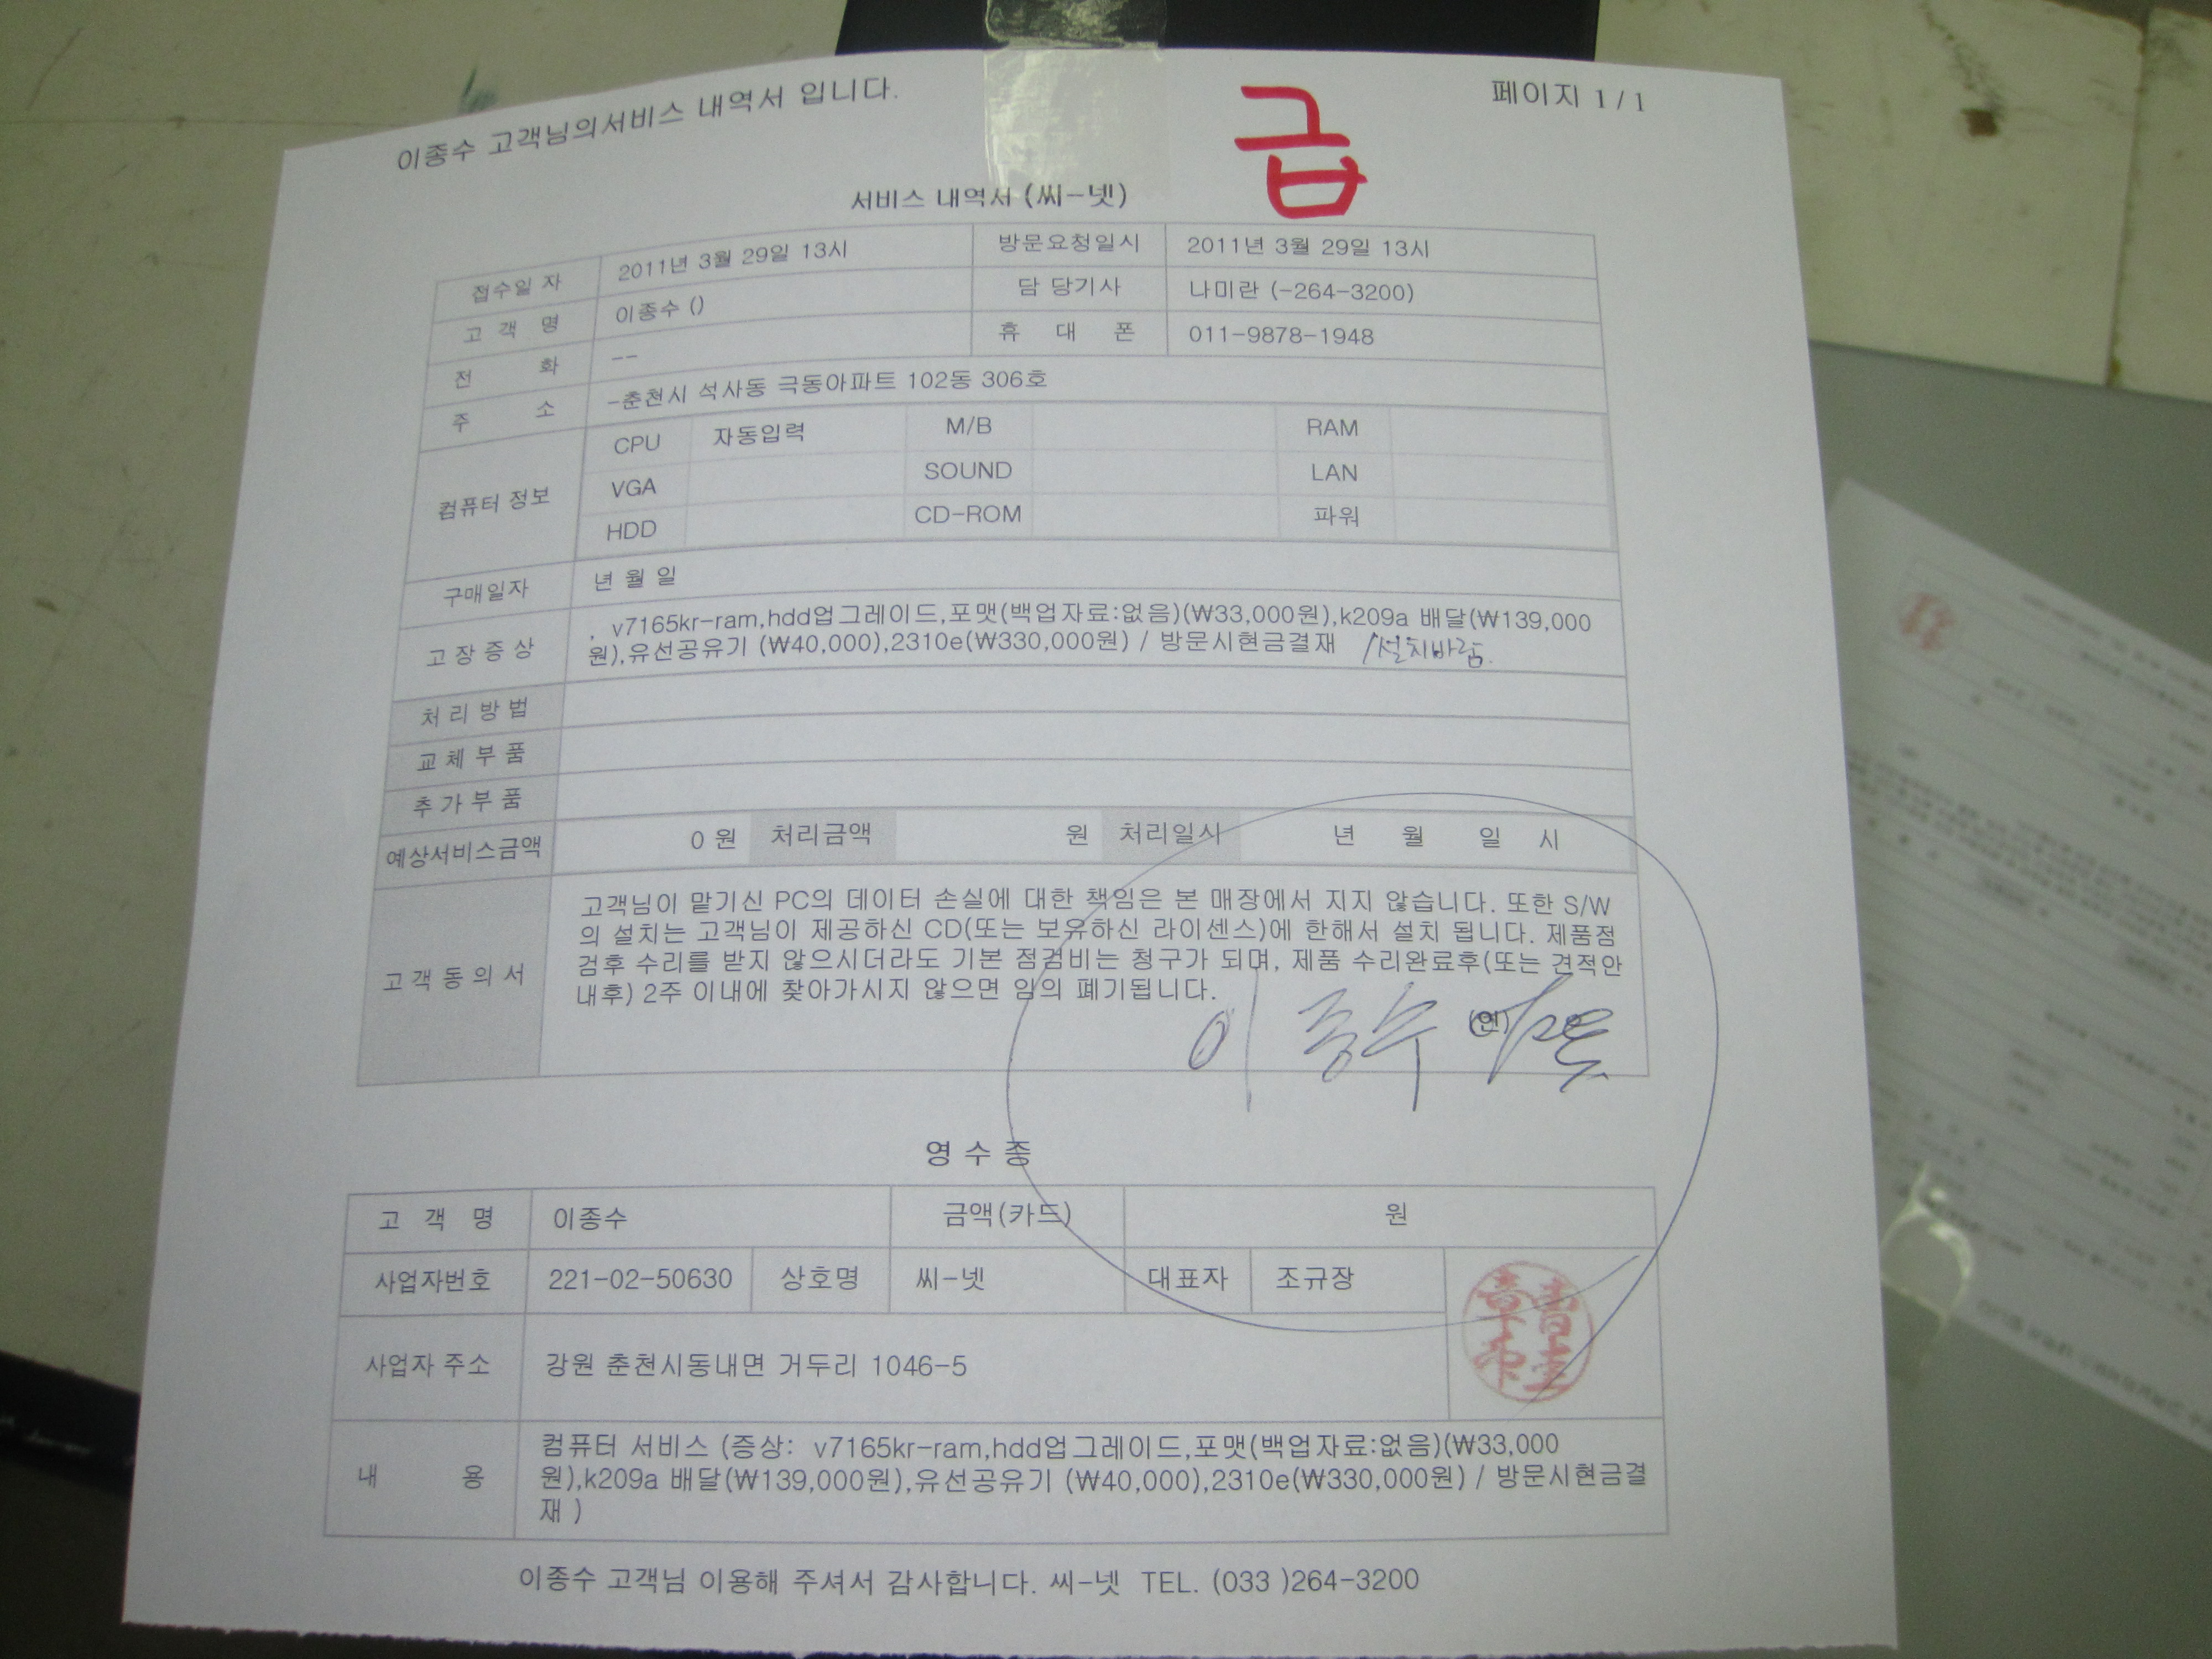 이종수 고객님의서비스 내역서 입니다.
페이지 1 / 1
급
서비스 내역서 (씨-넷)
접수일 자 2011년 3월 29일 13시 방문요청일시 2011년 3월 29일 13시
고 객 명 이종수 () 담 당기사 나미란 (-264-3200)
전 화 -- 휴 대 폰 011-9878-1948
주 소 -춘천시 석사동 극동아파트 102동 306호
컴퓨터 정보
CPU 자동입력 M/B RAM
VGA SOUND LAN
HDD CD-ROM 파워
구매일자 년 월 일
고 장 증 상
, v7165kr-ram,hdd업그레이드,포맷(백업자료:없음)(₩33,000원),k209a 배달(₩139,000
원),유선공유기 (₩40,000),2310e(₩330,000원) / 방문시현금결재 /설치바람.
처 리 방 법
교 체 부 품
추 가 부 품
예상서비스금액 0 원 처리금액 원 처리일시 년 월 일 시
고 객 동 의 서
고객님이 맡기신 PC의 데이터 손실에 대한 책임은 본 매장에서 지지 않습니다. 또한 S/W
의 설치는 고객님이 제공하신 CD(또는 보유하신 라이센스)에 한해서 설치 됩니다. 제품점
검후 수리를 받지 않으시더라도 기본 점검비는 청구가 되며, 제품 수리완료후(또는 견적안
내후) 2주 이내에 찾아가시지 않으면 임의 폐기됩니다.
이 종수 (인)
영 수 증
고 객 명 이종수 금액(카드) 원
사업자번호 221-02-50630 상호명 씨-넷 대표자 조규장
사업자 주소 강원 춘천시동내면 거두리 1046-5
내 용
컴퓨터 서비스 (증상: v7165kr-ram,hdd업그레이드,포맷(백업자료:없음)(₩33,000
원),k209a 배달(₩139,000원),유선공유기 (₩40,000),2310e(₩330,000원) / 방문시현금결
재 )
이종수 고객님 이용해 주셔서 감사합니다. 씨-넷 TEL. (033 )264-3200